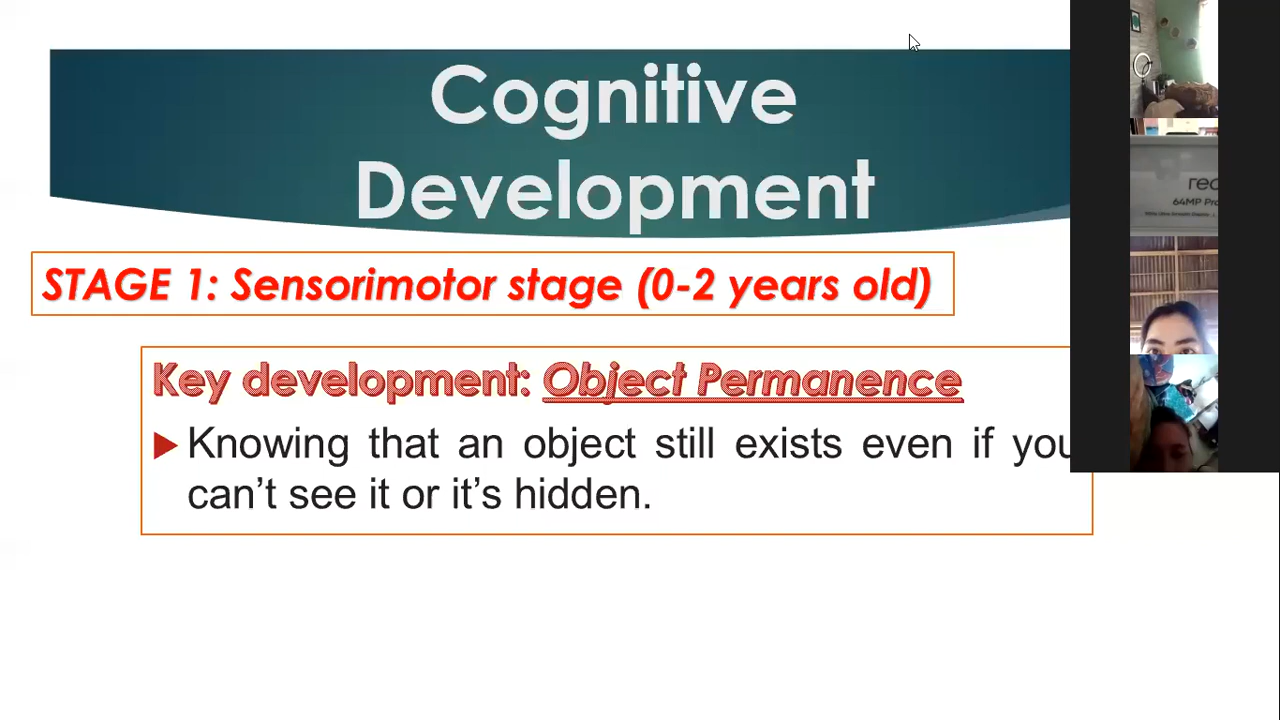 Cognitive
Development
STAGE 1: Sensorimotor stage (0-2 years old)
Key development: Object Permanence
Knowing that an object still exists even if you
can't see it or it's hidden.
64MP